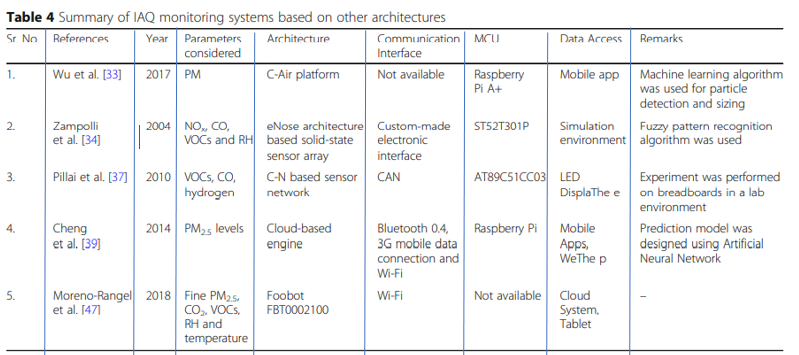 Table 4 Summary of IAQ monitoring systems based on other architectures
Sr. No. References Year Parameters considered Architecture Communication Interface MCU Data Access Remarks
1. Wu et al. [33] 2017 PM C-Air platform Not available Raspberry Pi A+ Mobile app Machine learning algorithm was used for particle detection and sizing
2. Zampolli et al. [34] 2004 NOx, CO, VOCs and RH eNose architecture based solid-state sensor array Custom-made electronic interface ST52T301P Simulation environment Fuzzy pattern recognition algorithm was used
3. Pillai et al. [37] 2010 VOCs, CO, hydrogen C-N based sensor network CAN AT89C51CC03 LED DisplaThe e Experiment was performed on breadboards in a lab environment
4. Cheng et al. [39] 2014 PM2.5 levels Cloud-based engine Bluetooth 0.4, 3G mobile data connection and Wi-Fi Raspberry Pi Mobile Apps, WeThe p Prediction model was designed using Artificial Neural Network
5. Moreno-Rangel et al. [47] 2018 Fine PM2.5, CO2, VOCs, RH and temperature Foobot FBT0002100 Wi-Fi Not available Cloud System, Tablet –